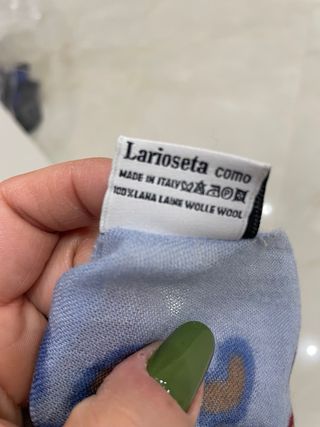 Larioseta como
MADE IN ITALY
100%LANA LAINE WOLLE WOOL